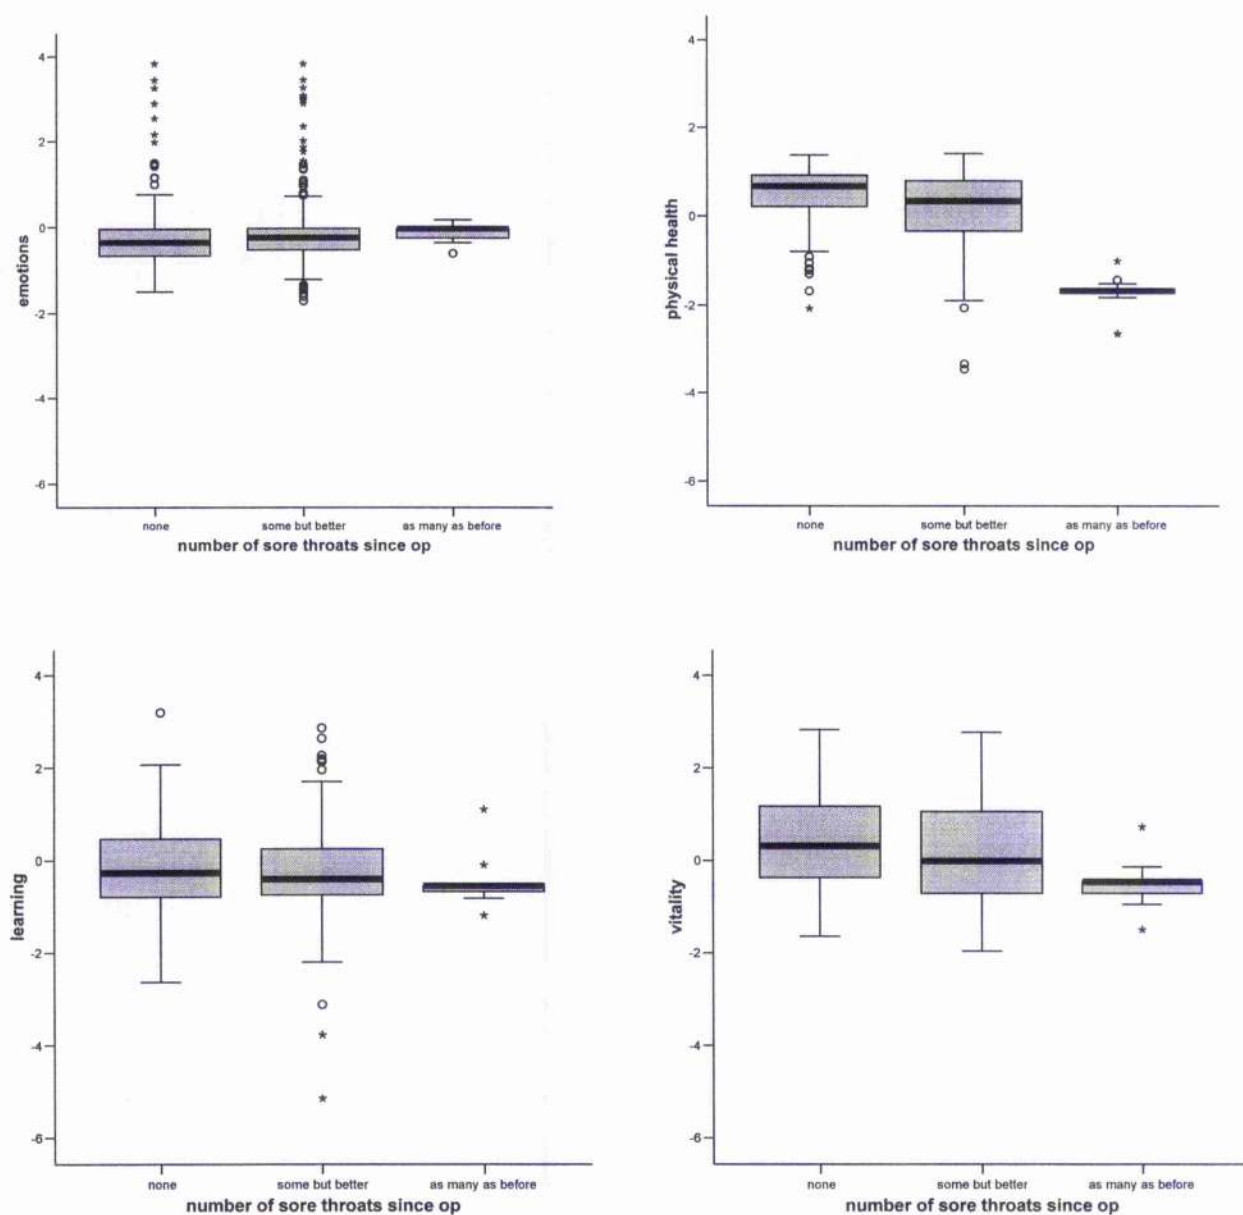 4
2
0
-2
-4
-6
emotions
none some but better as many as before
number of sore throats since op
4
2
0
-2
-4
-6
physical health
none some but better as many as before
number of sore throats since op
4
2
0
-2
-4
-6
learning
none some but better as many as before
number of sore throats since op
4
2
0
-2
-4
-6
vitality
none some but better as many as before
number of sore throats since op